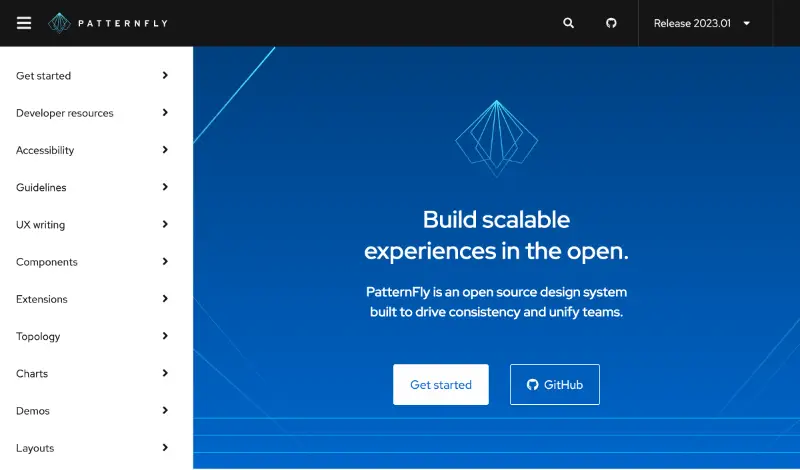 PATTERNFLY
Release 2023.01
Get started
Developer resources
Accessibility
Guidelines
UX writing
Components
Extensions
Topology
Charts
Demos
Layouts
Build scalable
experiences in the open.
PatternFly is an open source design system
built to drive consistency and unify teams.
Get started
GitHub